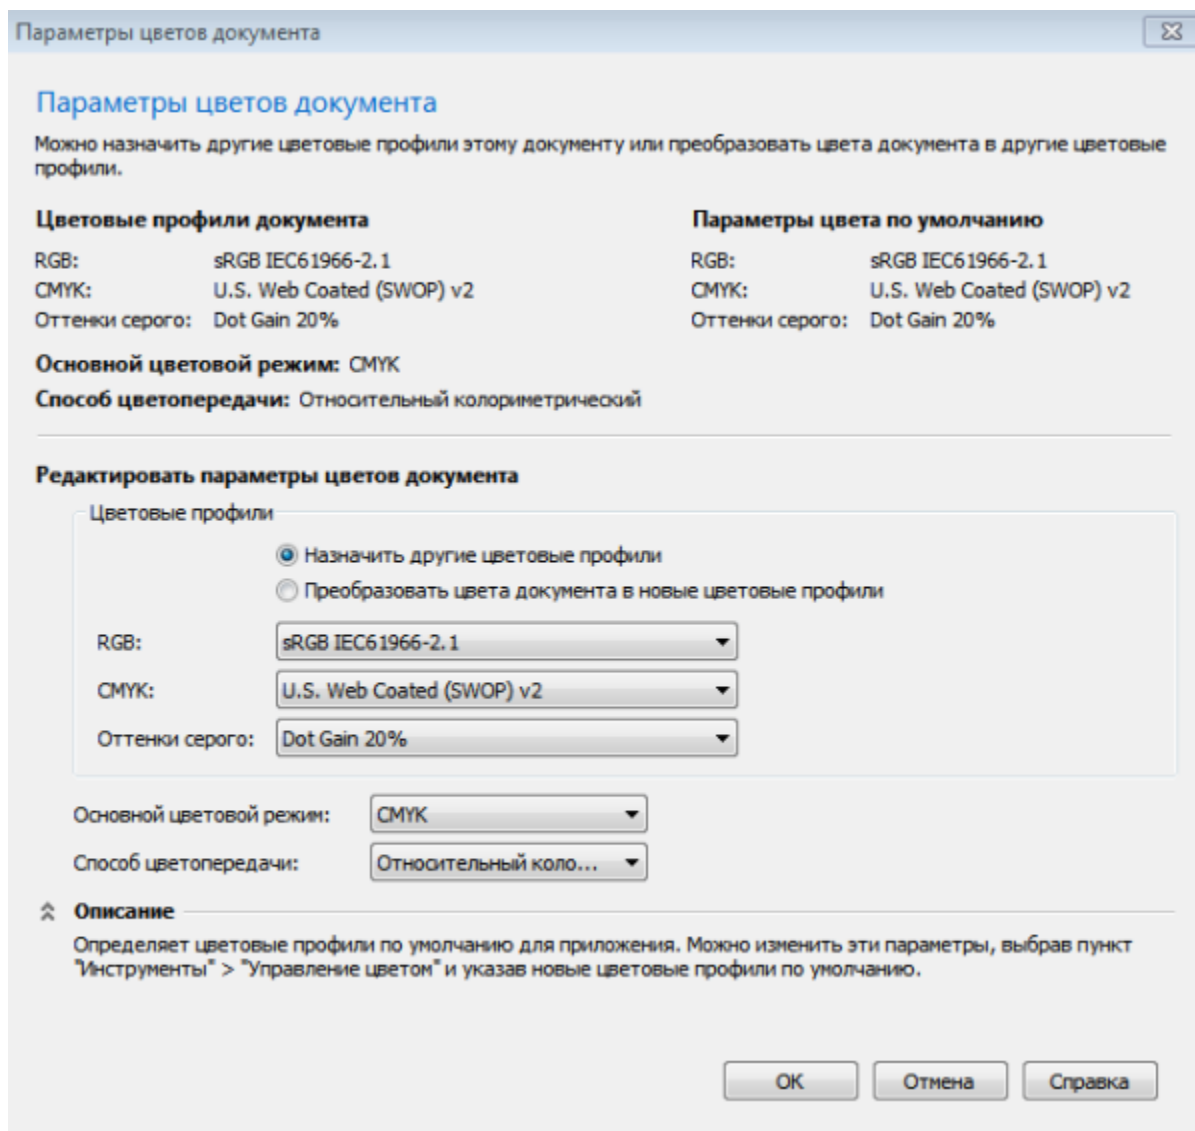 Параметры цветов документа
Параметры цветов документа
Можно назначить другие цветовые профили этому документу или преобразовать цвета документа в другие цветовые
профили.
Цветовые профили документа
Параметры цвета по умолчанию
RGB: sRGB IEC61966-2.1
RGB: sRGB IEC61966-2.1
CMYK: U.S. Web Coated (SWOP) v2
CMYK: U.S. Web Coated (SWOP) v2
Оттенки серого: Dot Gain 20%
Оттенки серого: Dot Gain 20%
Основной цветовой режим: CMYK
Способ цветопередачи: Относительный колориметрический
Редактировать параметры цветов документа
Цветовые профили
Назначить другие цветовые профили
Преобразовать цвета документа в новые цветовые профили
RGB: sRGB IEC61966-2.1
CMYK: U.S. Web Coated (SWOP) v2
Оттенки серого: Dot Gain 20%
Основной цветовой режим: CMYK
Способ цветопередачи: Относительный коло...
Описание
Определяет цветовые профили по умолчанию для приложения. Можно изменить эти параметры, выбрав пункт
"Инструменты" > "Управление цветом" и указав новые цветовые профили по умолчанию.
OK
Отмена
Справка